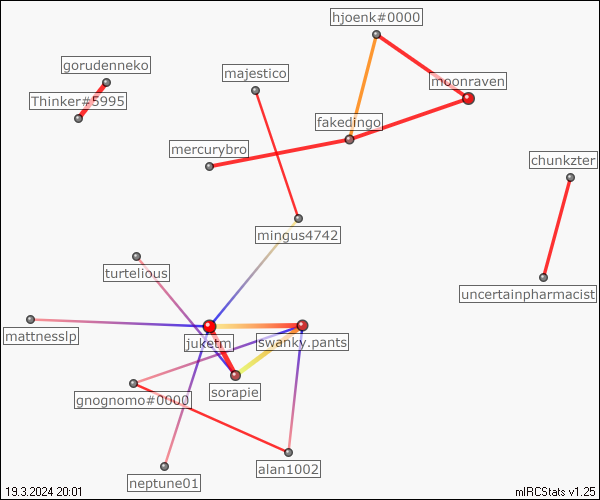 hjoenk#0000
gorudenneko
majestico
moonraven
Thinker#5995
fakedingo
mercurybro
chunkzter
mingus4742
turtelious
uncertainpharmacist
mattnesslp
juketm
swanky.pants
sorapie
gnognomo#0000
alan1002
neptune01
19.3.2024 20:01
mIRCStats v1.25